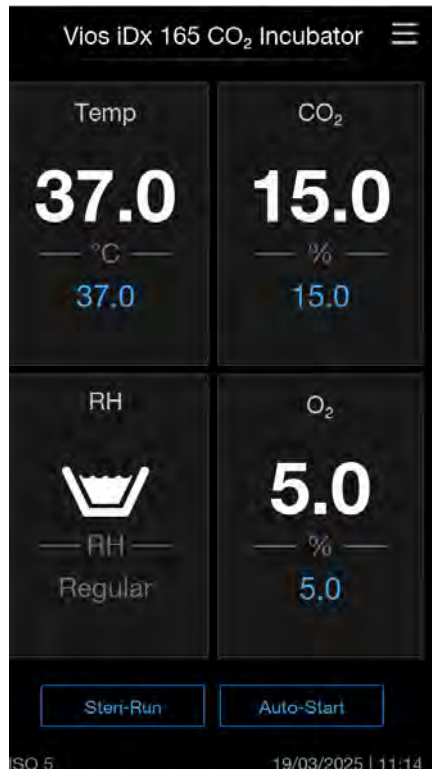 Vios iDx 165 CO₂ Incubator
Temp
37.0
°C
37.0
CO₂
15.0
%
15.0
RH
RH
Regular
O₂
5.0
%
5.0
Steri-Run
Auto-Start
ISO 5
19/03/2025 | 11:14